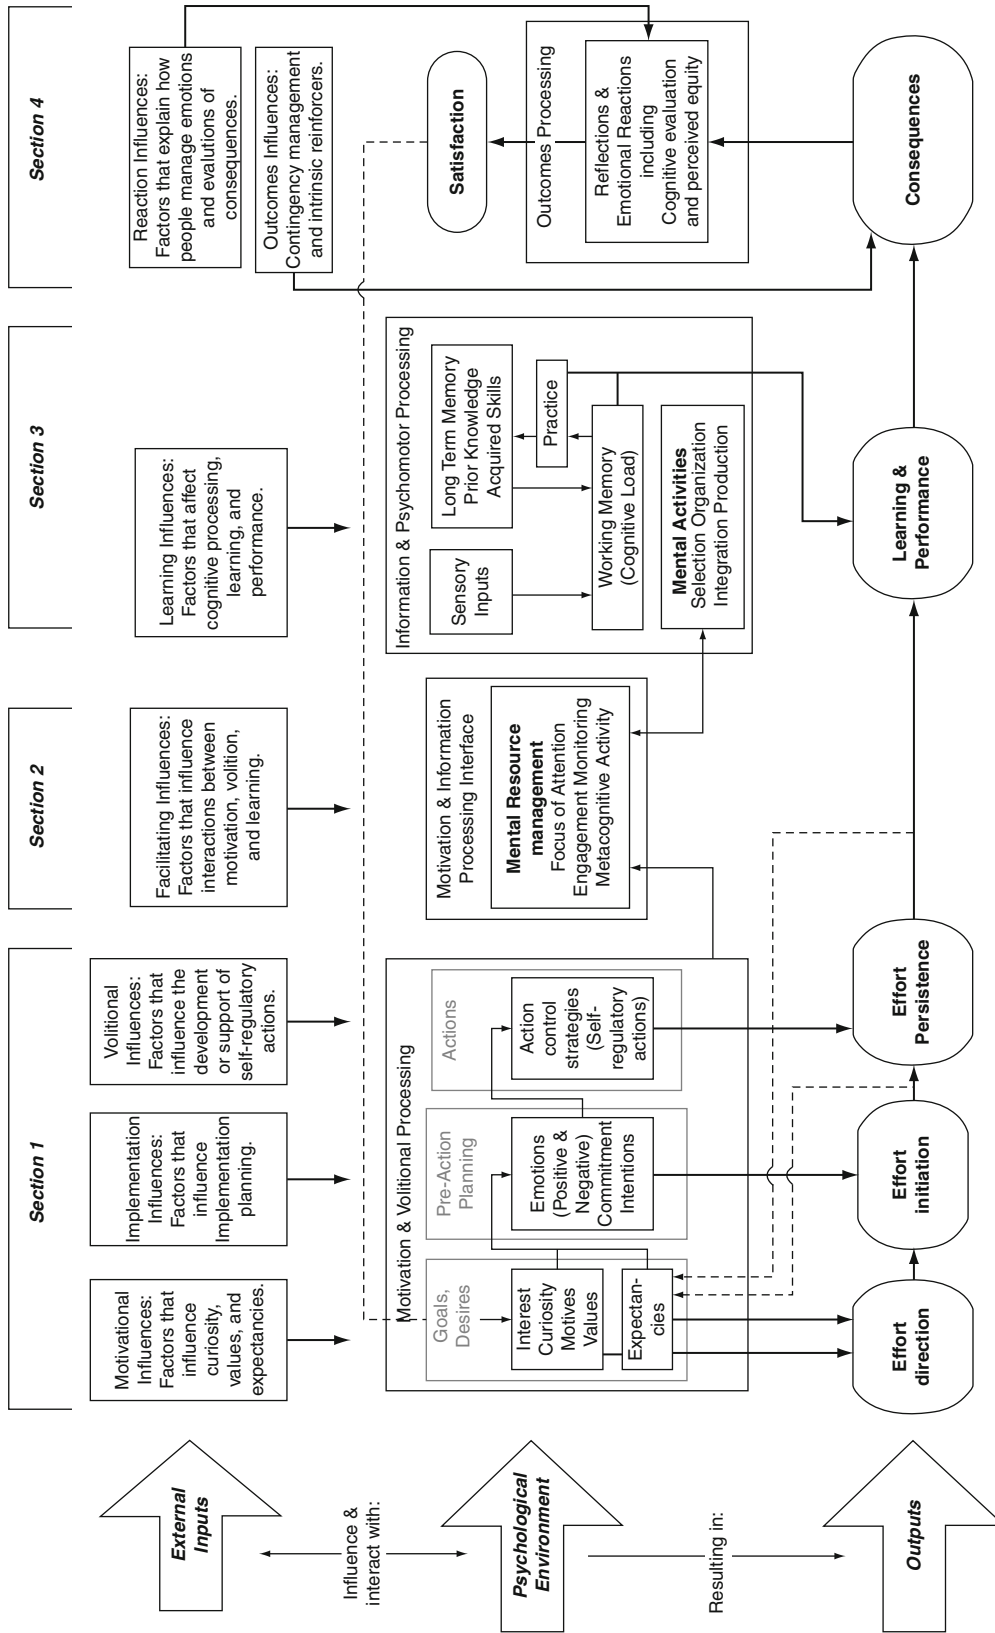 Section 1
Section 2
Section 3
Section 4
External
Inputs
Motivational
Influences:
Factors that
influence
curiosity,
values, and
expectancies.
Implementation
Influences:
Factors that
influence
Implementation
planning.
Volitional
Influences:
Factors that
influence the
development
or support of
self-regulatory
actions.
Facilitating Influences:
Factors that influence
interactions between
motivation, volition,
and learning.
Learning Influences:
Factors that affect
cognitive processing,
learning, and
performance.
Reaction Influences:
Factors that explain how
people manage emotions
and evalutions of
consequences.
Outcomes Influences:
Contingency management
and intrinsic reinforcers.
Influence &
interact with:
Psychological
Environment
Motivation & Volitional Processing
Goals,
Desires
Interest
Curiosity
Motives
Values
Expectan-
cies
Pre-Action
Planning
Emotions
(Positive &
Negative)
Commitment
Intentions
Actions
Action
control
strategies
(Self-
regulatory
actions)
Motivation & Information
Processing Interface
Mental Resource
management
Focus of Attention
Engagement Monitoring
Metacognitive Activity
Information & Psychomotor Processing
Sensory
Inputs
Long Term Memory
Prior Knowledge
Acquired Skills
Practice
Working Memory
(Cognitive Load)
Mental Activities
Selection Organization
Integration Production
Satisfaction
Outcomes Processing
Reflections &
Emotional Reactions
including
Cognitive evaluation
and perceived equity
Resulting in:
Outputs
Effort
direction
Effort
initiation
Effort
Persistence
Learning &
Performance
Consequences